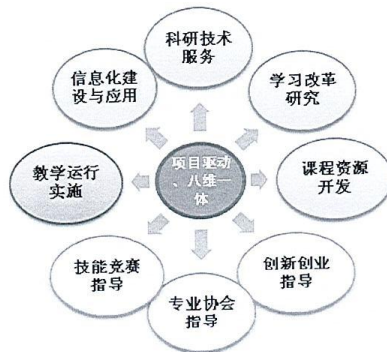 科研技术
服务
信息化建
设与应用
学习改革
研究
教学运行
实施
项目驱动
、八维一
体
课程资源
开发
技能竞赛
指导
创新创业
指导
专业协会
指导